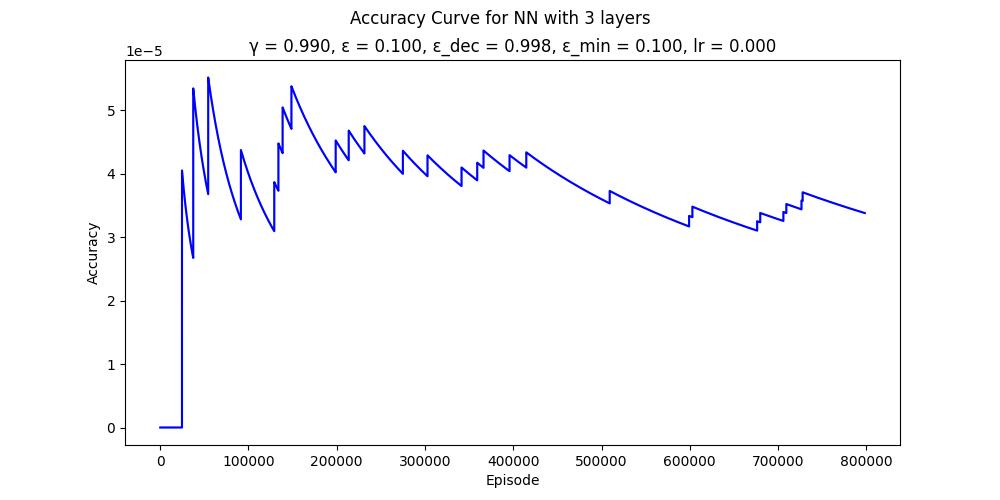 Accuracy Curve for NN with 3 layers
γ = 0.990, ε = 0.100, ε_dec = 0.998, ε_min = 0.100, lr = 0.000
1e−5
5
4
3
2
1
0
Accuracy
0 100000 200000 300000 400000 500000 600000 700000 800000
Episode